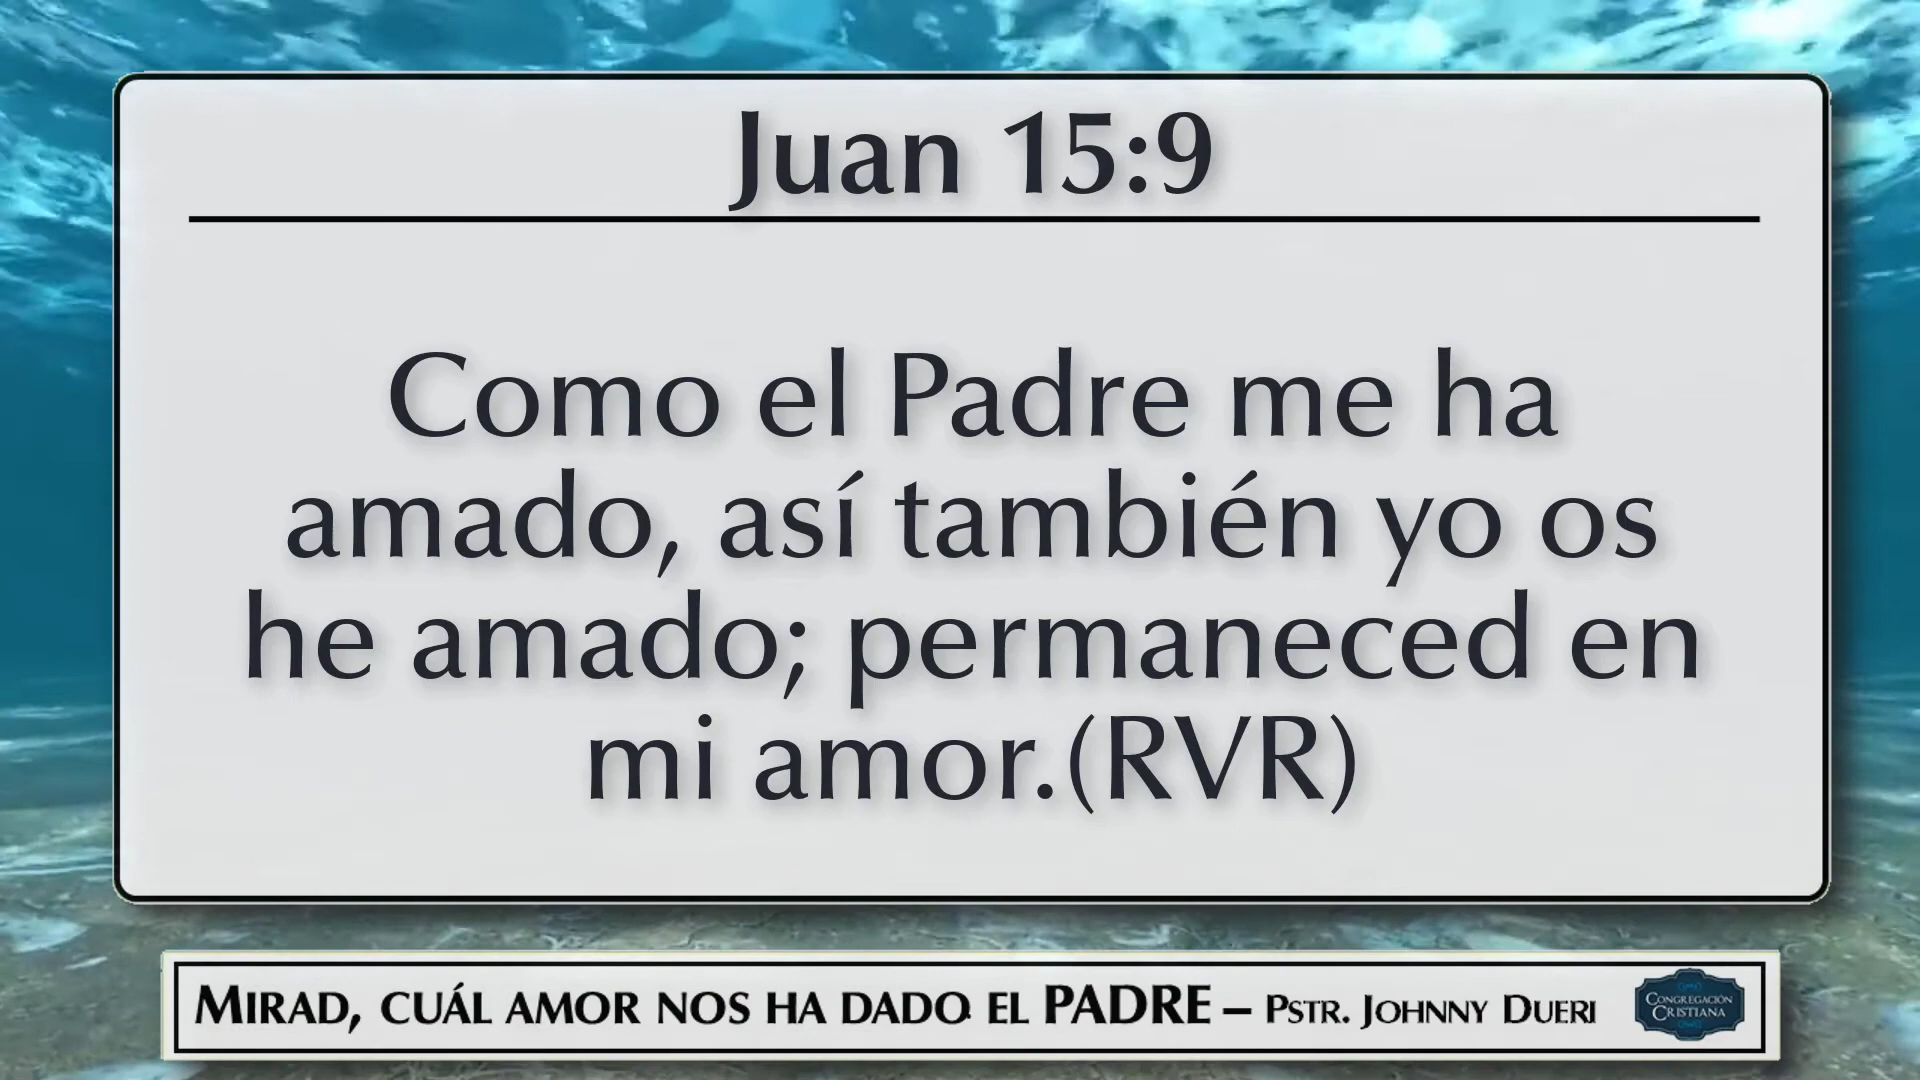 Juan 15:9
Como el Padre me ha
amado, así también yo os
he amado; permaneced en
mi amor.(RVR)
MIRAD, CUÁL AMOR NOS HA DADO EL PADRE – PSTR. JOHNNY DUERI
CONGREGACIÓN
CRISTIANA